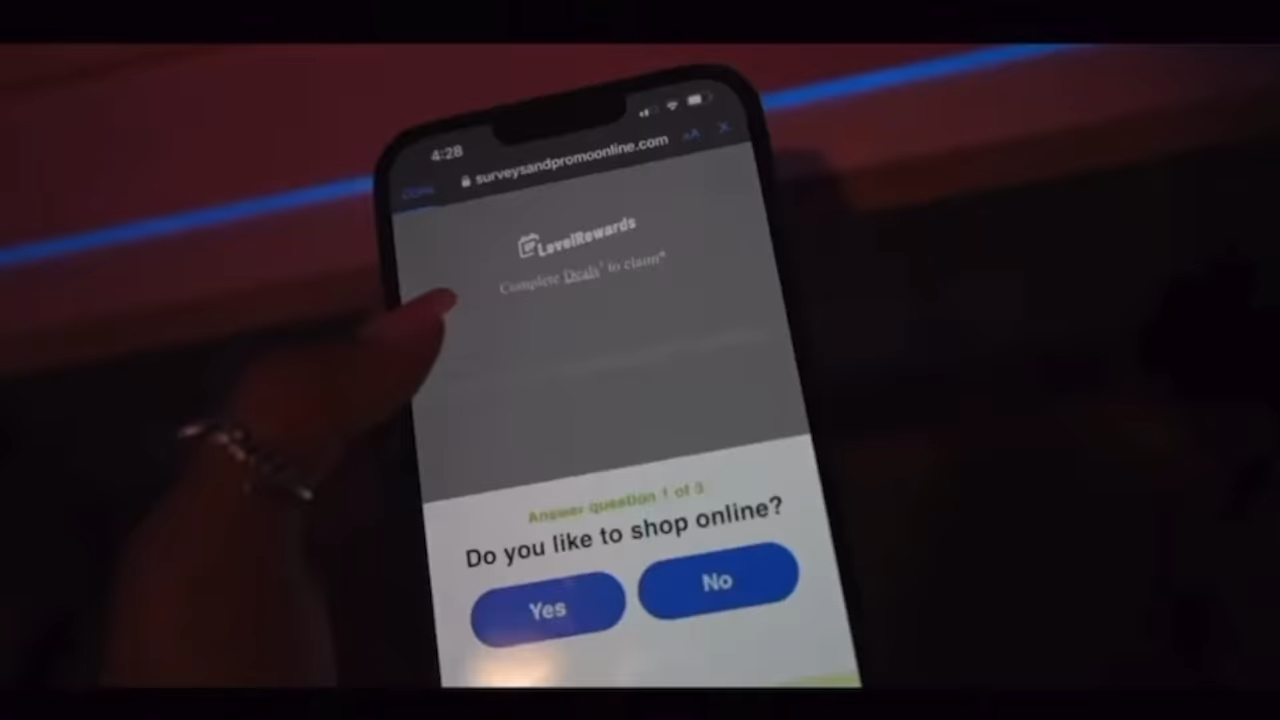 4:28
surveysandpromoonline.com
AA
LevelRewards
Complete Deals† to claim*
Answer question 1 of 3
Do you like to shop online?
Yes
No